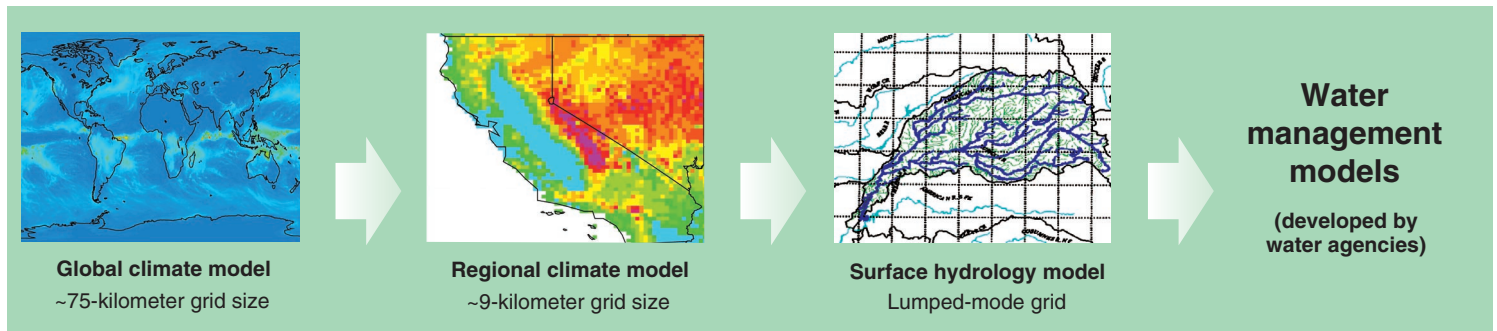 Global climate model
~75-kilometer grid size
Regional climate model
~9-kilometer grid size
Surface hydrology model
Lumped-mode grid
Water
management
models
(developed by
water agencies)